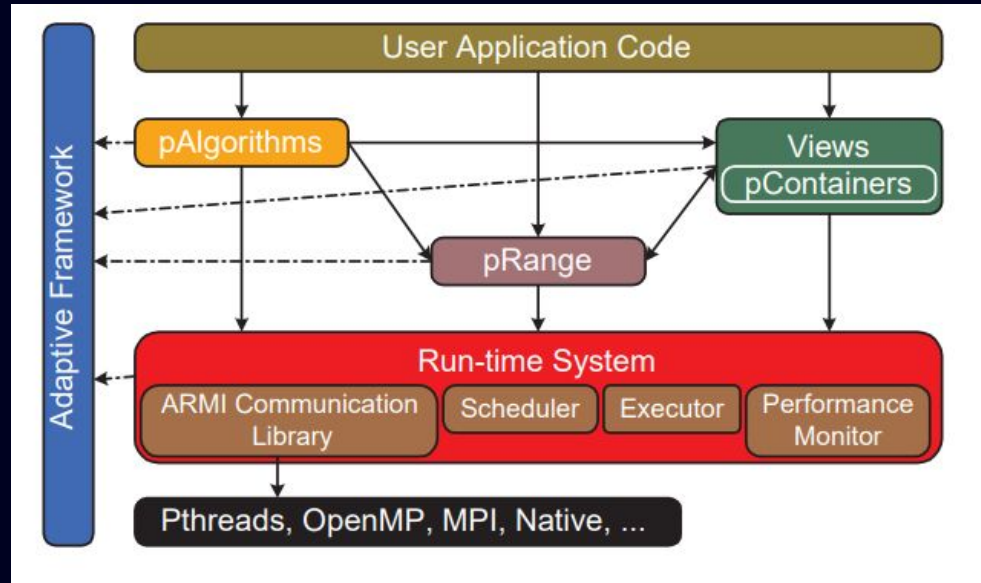 User Application Code
Adaptive Framework
pAlgorithms
Views
pContainers
pRange
Run-time System
ARMI Communication
Library
Scheduler
Executor
Performance
Monitor
Pthreads, OpenMP, MPI, Native, ...